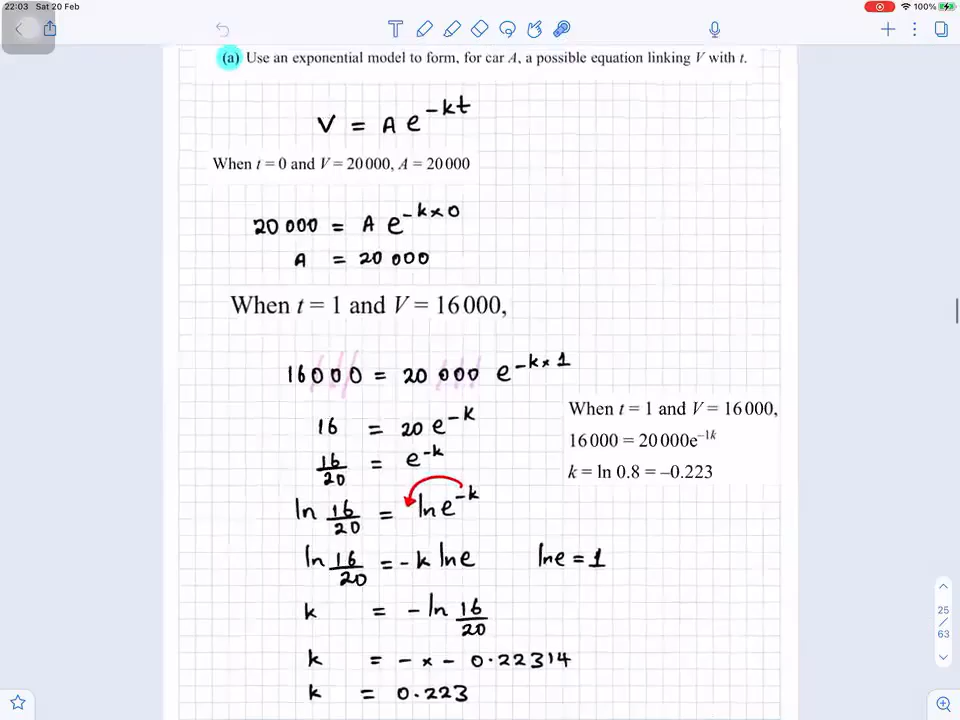 22:03 Sat 20 Feb
100%
(a) Use an exponential model to form, for car A, a possible equation linking V with t.
V = A e^{-kt}
When t = 0 and V = 20 000, A = 20 000
20 000 = A e^{-k×0}
A = 20 000
When t = 1 and V = 16 000,
16000 = 20 000 e^{-k×1}
16 = 20 e^{-k}
16/20 = e^{-k}
ln 16/20 = ln e^{-k}
ln 16/20 = -k ln e    ln e = 1
k = - ln 16/20
k = - x - 0.22314
k = 0.223
When t = 1 and V = 16 000,
16 000 = 20 000e^{–1k}
k = ln 0.8 = –0.223
25
/
63